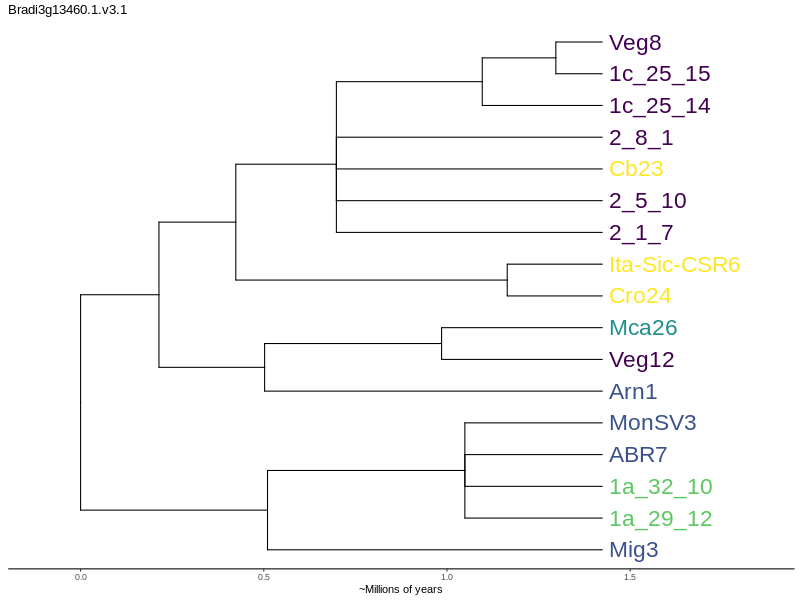 Bradi3g13460.1.v3.1
Veg8
1c_25_15
1c_25_14
2_8_1
Cb23
2_5_10
2_1_7
Ita-Sic-CSR6
Cro24
Mca26
Veg12
Arn1
MonSV3
ABR7
1a_32_10
1a_29_12
Mig3
0.0 0.5 1.0 1.5
~Millions of years